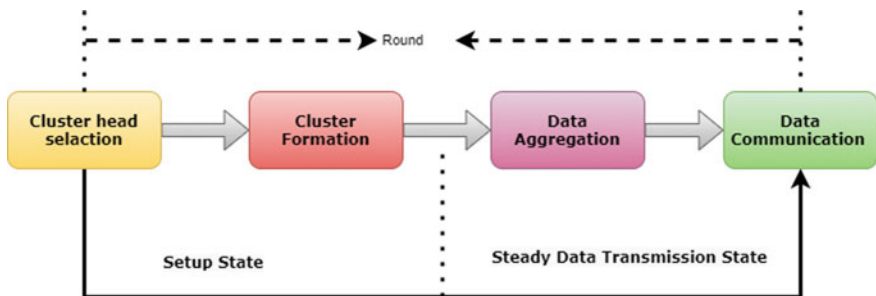 Round
Cluster head
selaction
Cluster
Formation
Data
Aggregation
Data
Communication
Setup State
Steady Data Transmission State